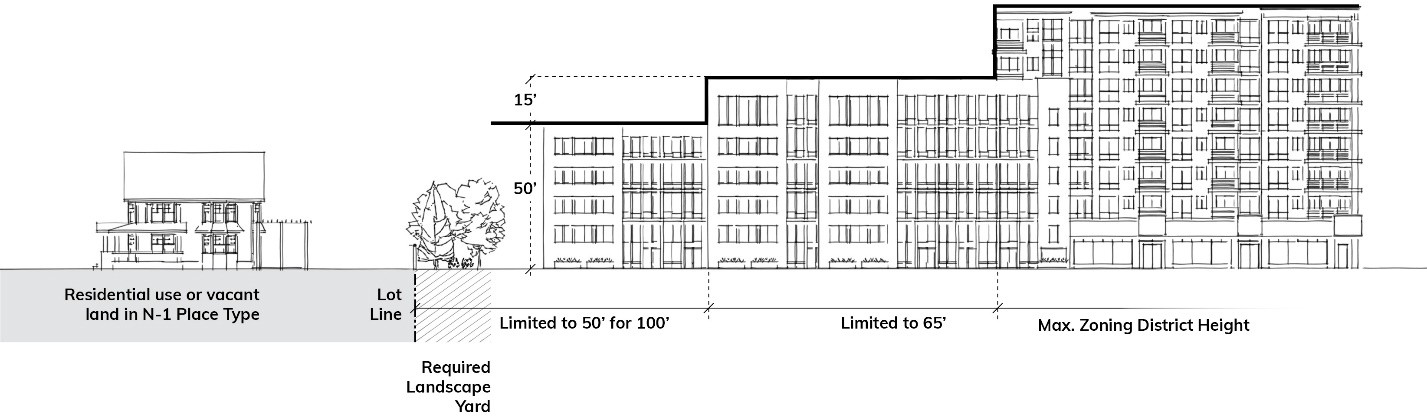 15’
50’
Residential use or vacant
land in N-1 Place Type
Lot
Line
Limited to 50’ for 100’
Limited to 65’
Max. Zoning District Height
Required
Landscape
Yard